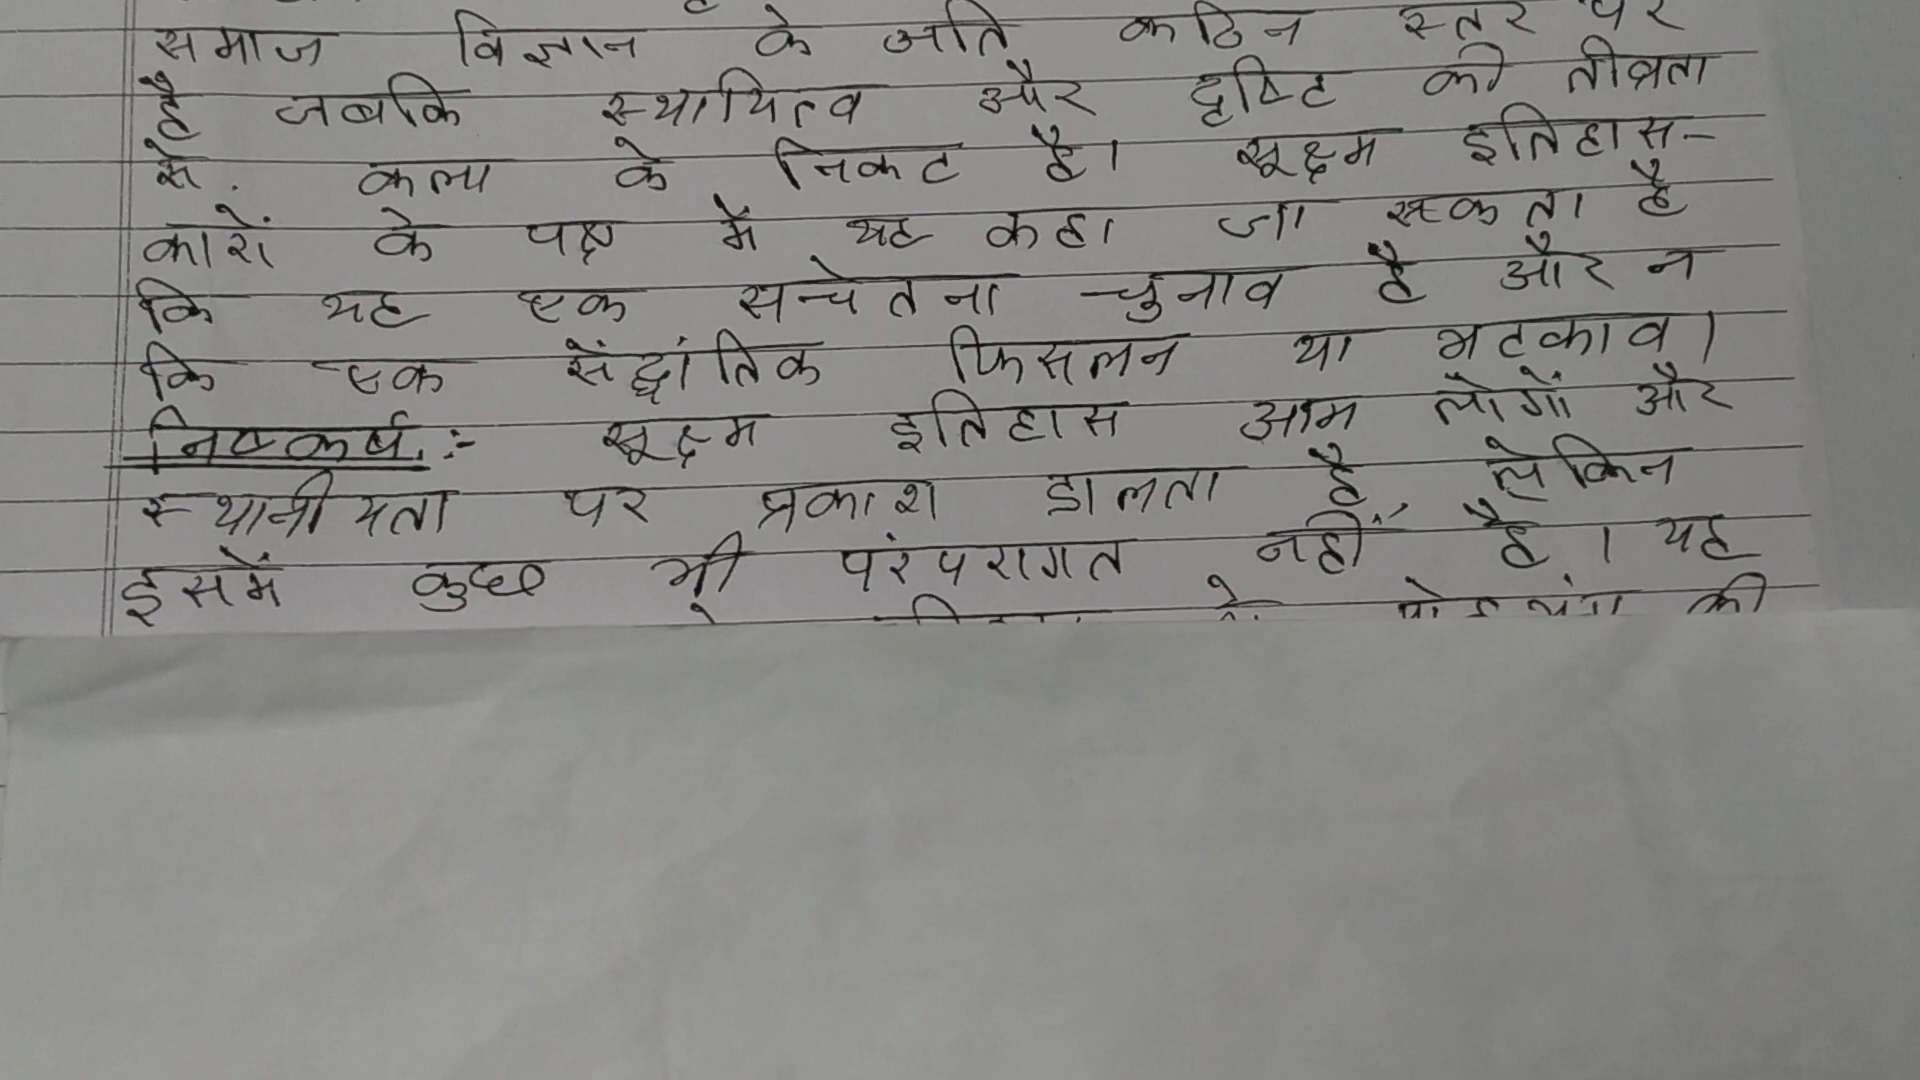 समाज विज्ञान के अति कठिन स्तर पर
है जबकि स्थायित्व और दृष्टि की तीव्रता
से. कला के निकट है। सूक्ष्म इतिहास-
कारों के पक्ष में यह कहा जा सकता है
कि यह एक सचेतना चुनाव है और न
कि एक सैंद्धांतिक फिसलन या भटकाव।
निष्कर्ष.:- सूक्ष्म इतिहास आम लोगों और
स्थानीयता पर प्रकाश डालता है, लेकिन
इसमें कुछ भी परंपरागत नहीं है। यह
की